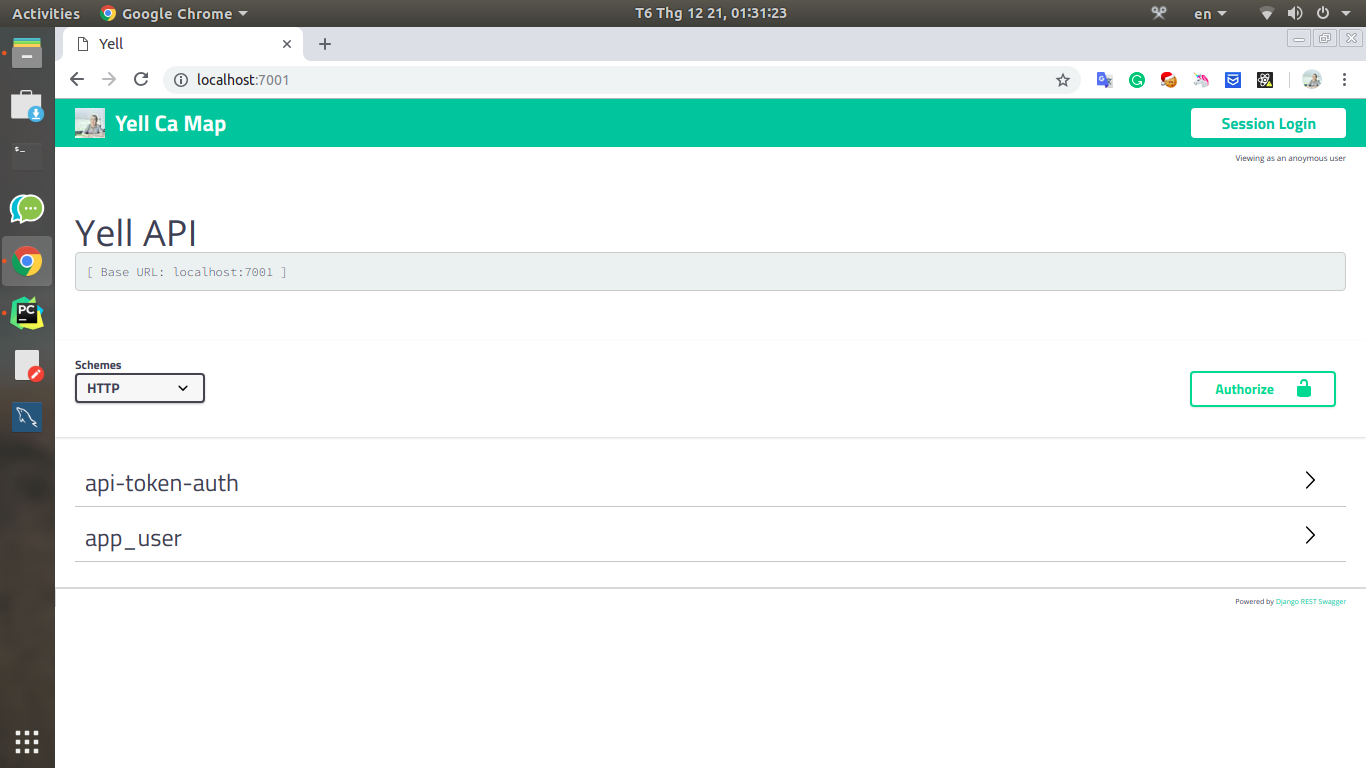 Activities Google Chrome T6 Thg 12 21, 01:31:23 en
Yell
localhost:7001
Yell Ca Map Session Login
Viewing as an anoymous user
Yell API
[ Base URL: localhost:7001 ]
Schemes
HTTP
Authorize
api-token-auth
app_user
Powered by Django REST Swagger
PC
$_